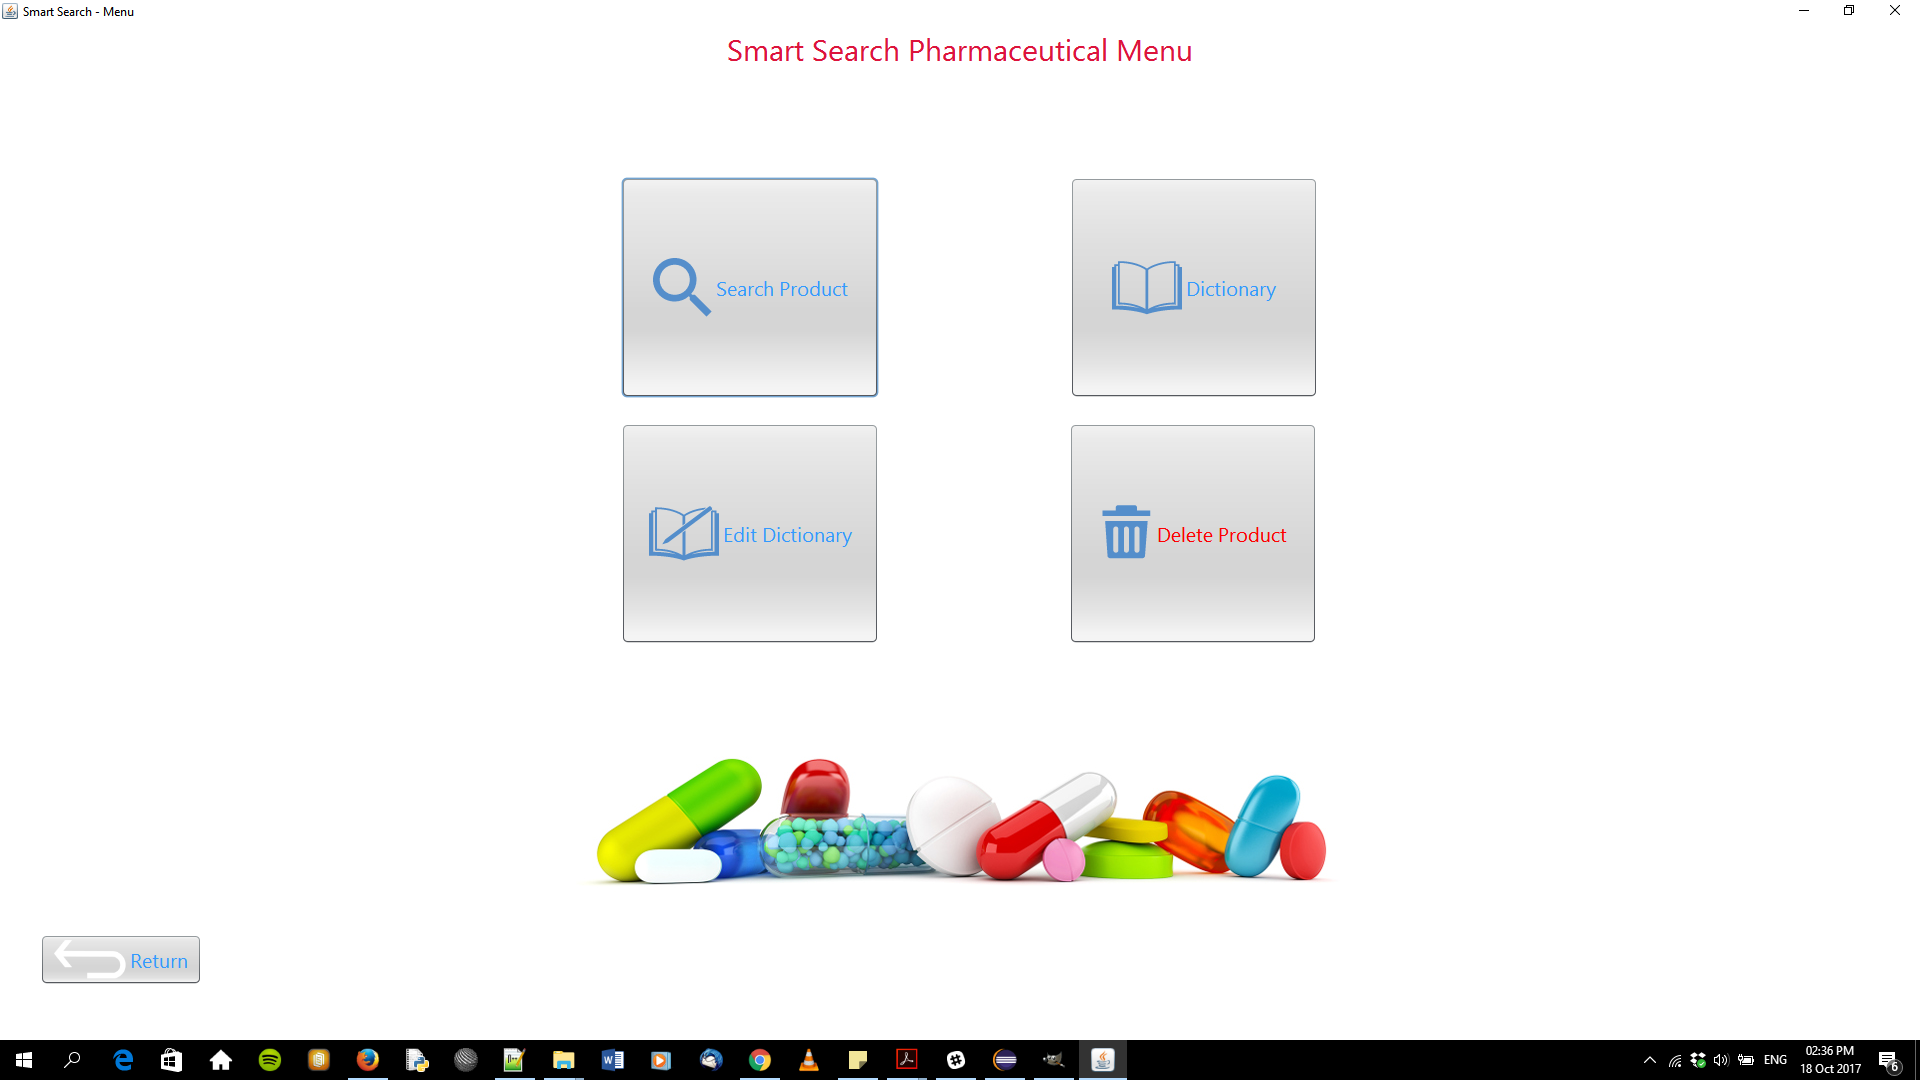 Smart Search - Menu
Smart Search Pharmaceutical Menu
Search Product
Dictionary
Edit Dictionary
Delete Product
Return
ENG
02:36 PM
18 Oct 2017
6